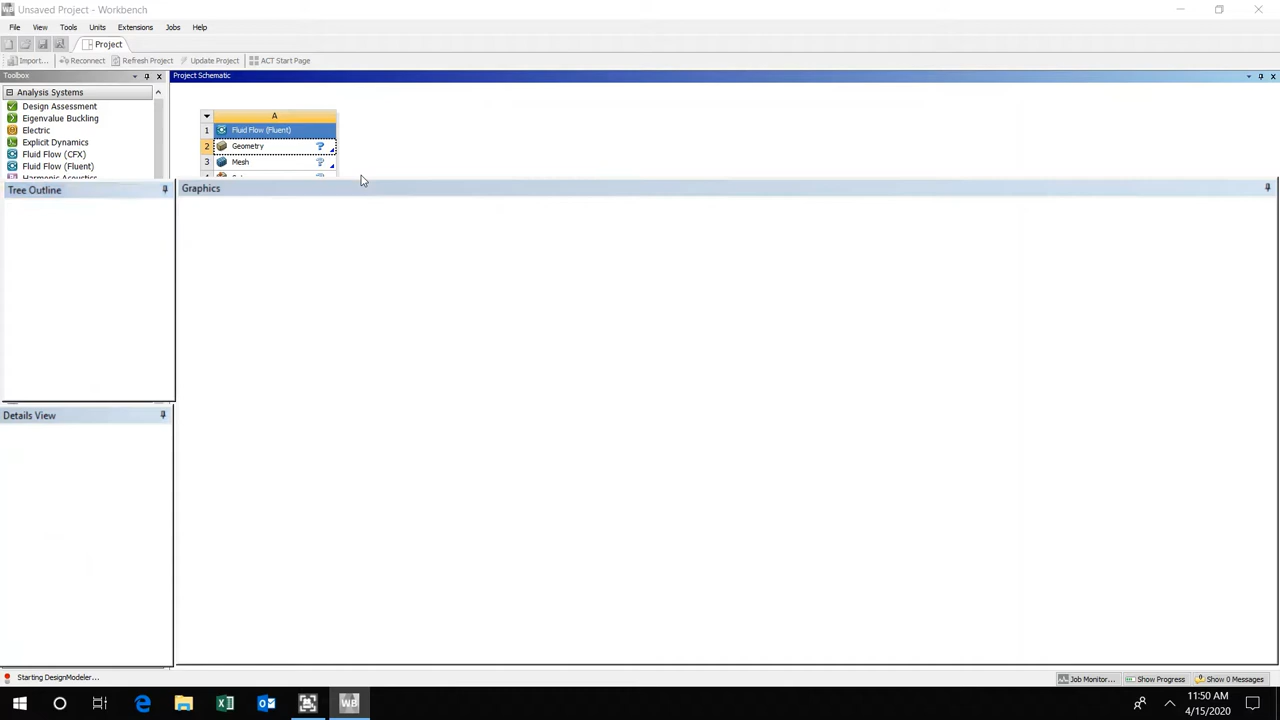 Unsaved Project - Workbench
File View Tools Units Extensions Jobs Help
Project
Import... Reconnect Refresh Project Update Project ACT Start Page
Toolbox
Project Schematic
Analysis Systems
Design Assessment
Eigenvalue Buckling
Electric
Explicit Dynamics
Fluid Flow (CFX)
Fluid Flow (Fluent)
A
1 Fluid Flow (Fluent)
2 Geometry ?
3 Mesh ?
Tree Outline
Graphics
Details View
Starting DesignModeler...
Job Monitor... Show Progress Show 0 Messages
WB
11:50 AM
4/15/2020